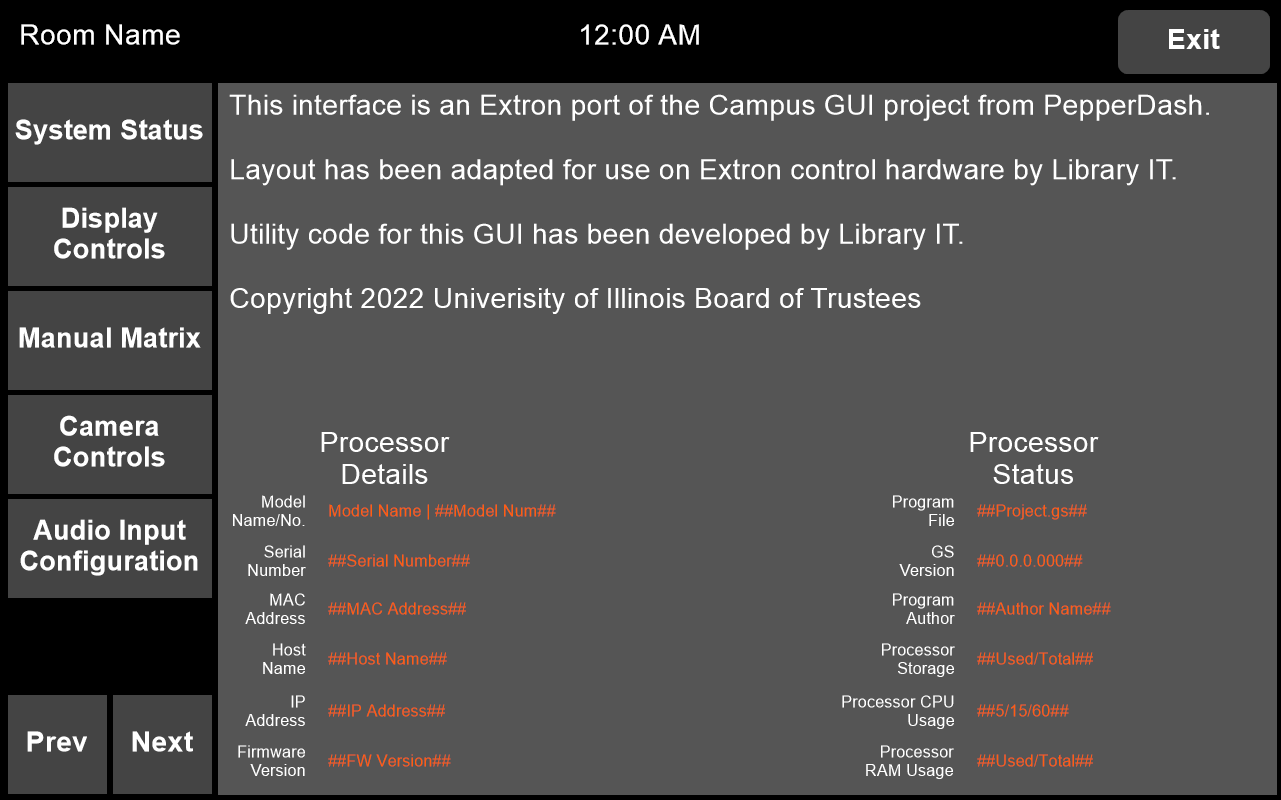 Room Name
12:00 AM
Exit
System Status
Display
Controls
Manual Matrix
Camera
Controls
Audio Input
Configuration
Prev
Next
This interface is an Extron port of the Campus GUI project from PepperDash.
Layout has been adapted for use on Extron control hardware by Library IT.
Utility code for this GUI has been developed by Library IT.
Copyright 2022 Univerisity of Illinois Board of Trustees
Processor
Details
Model
Name/No.
Model Name | ##Model Num##
Serial
Number
##Serial Number##
MAC
Address
##MAC Address##
Host
Name
##Host Name##
IP
Address
##IP Address##
Firmware
Version
##FW Version##
Processor
Status
Program
File
##Project.gs##
GS
Version
##0.0.0.000##
Program
Author
##Author Name##
Processor
Storage
##Used/Total##
Processor CPU
Usage
##5/15/60##
Processor
RAM Usage
##Used/Total##